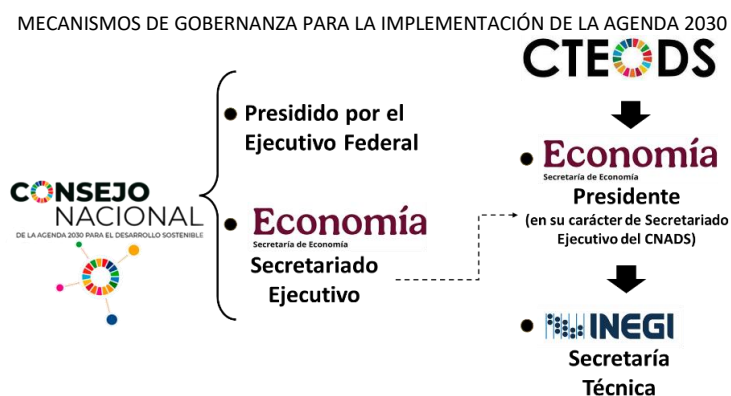 MECANISMOS DE GOBERNANZA PARA LA IMPLEMENTACIÓN DE LA AGENDA 2030
CONSEJO
NACIONAL
DE LA AGENDA 2030 PARA EL DESARROLLO SOSTENIBLE
• Presidido por el
Ejecutivo Federal
• Economía
Secretaría de Economía
Secretariado
Ejecutivo
CTEODS
• Economía
Secretaría de Economía
Presidente
(en su carácter de Secretariado
Ejecutivo del CNADS)
• INEGI
Secretaría
Técnica